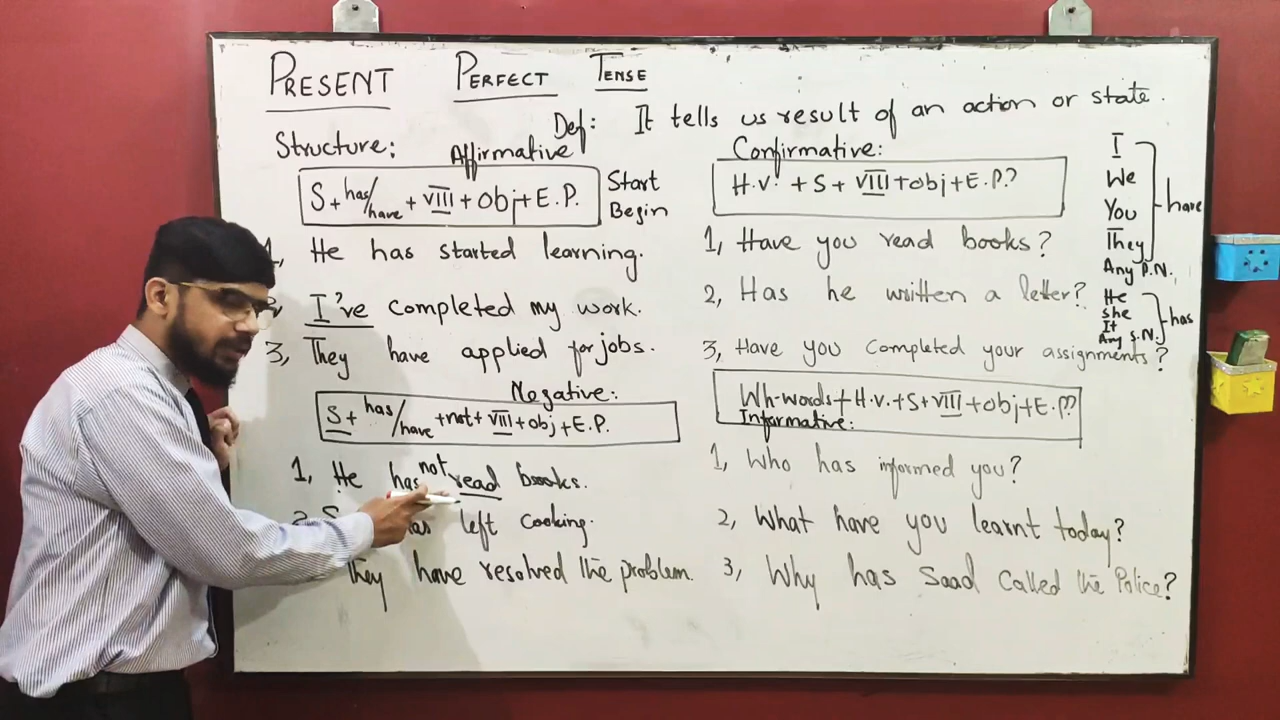 PRESENT PERFECT TENSE
Def: It tells us result of an action or state.
Structure: Affirmative
S + has/have + VIII + Obj + E.P.
Start
Begin
1, He has started learning.
2, I've completed my work.
3, They have applied for jobs.
Negative:
S + has/have + not + VIII + obj + E.P.
1, He has not read books.
2 has left cooking.
They have resolved the problem.
Confirmative:
H.V. + S + VIII + Obj + E.P.?
1, Have you read books?
2, Has he written a letter?
3, Have you completed your assignments?
Wh-words + H.V. + S + VIII + Obj + E.P.?
Informative:
1, Who has informed you?
2, What have you learnt today?
3, Why has Saad called the Police?
I
We
You
They
Any P.N.
have
He
She
It
Any S.N.
has